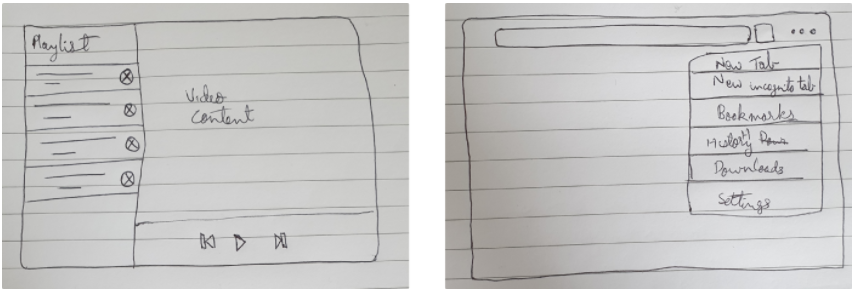 Playlist
Video
Content
New Tab
New incognito tab
Bookmarks
History
Downloads
Settings